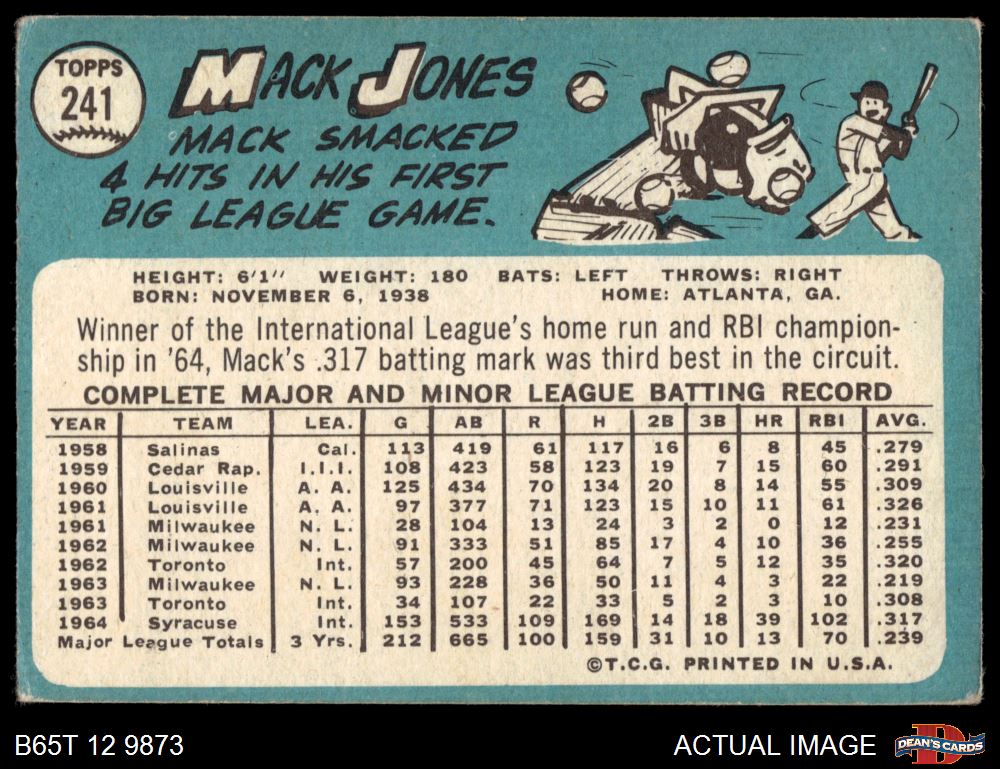 TOPPS
241
MACK JONES
MACK SMACKED
4 HITS IN HIS FIRST
BIG LEAGUE GAME.
HEIGHT: 6'1" WEIGHT: 180 BATS: LEFT THROWS: RIGHT
BORN: NOVEMBER 6, 1938 HOME: ATLANTA, GA.
Winner of the International League's home run and RBI champion-
ship in '64, Mack's .317 batting mark was third best in the circuit.
COMPLETE MAJOR AND MINOR LEAGUE BATTING RECORD
YEAR TEAM LEA. G AB R H 2B 3B HR RBI AVG.
1958 Salinas Cal. 113 419 61 117 16 6 8 45 .279
1959 Cedar Rap. I.I.I. 108 423 58 123 19 7 15 60 .291
1960 Louisville A. A. 125 434 70 134 20 8 14 55 .309
1961 Louisville A. A. 97 377 71 123 15 10 11 61 .326
1961 Milwaukee N. L. 28 104 13 24 3 2 0 12 .231
1962 Milwaukee N. L. 91 333 51 85 17 4 10 36 .255
1962 Toronto Int. 57 200 45 64 7 5 12 35 .320
1963 Milwaukee N. L. 93 228 36 50 11 4 3 22 .219
1963 Toronto Int. 34 107 22 33 5 2 3 10 .308
1964 Syracuse Int. 153 533 109 169 14 18 39 102 .317
Major League Totals 3 Yrs. 212 665 100 159 31 10 13 70 .239
©T.C.G. PRINTED IN U.S.A.
B65T 12 9873 ACTUAL IMAGE
D
DEAN'S CARDS